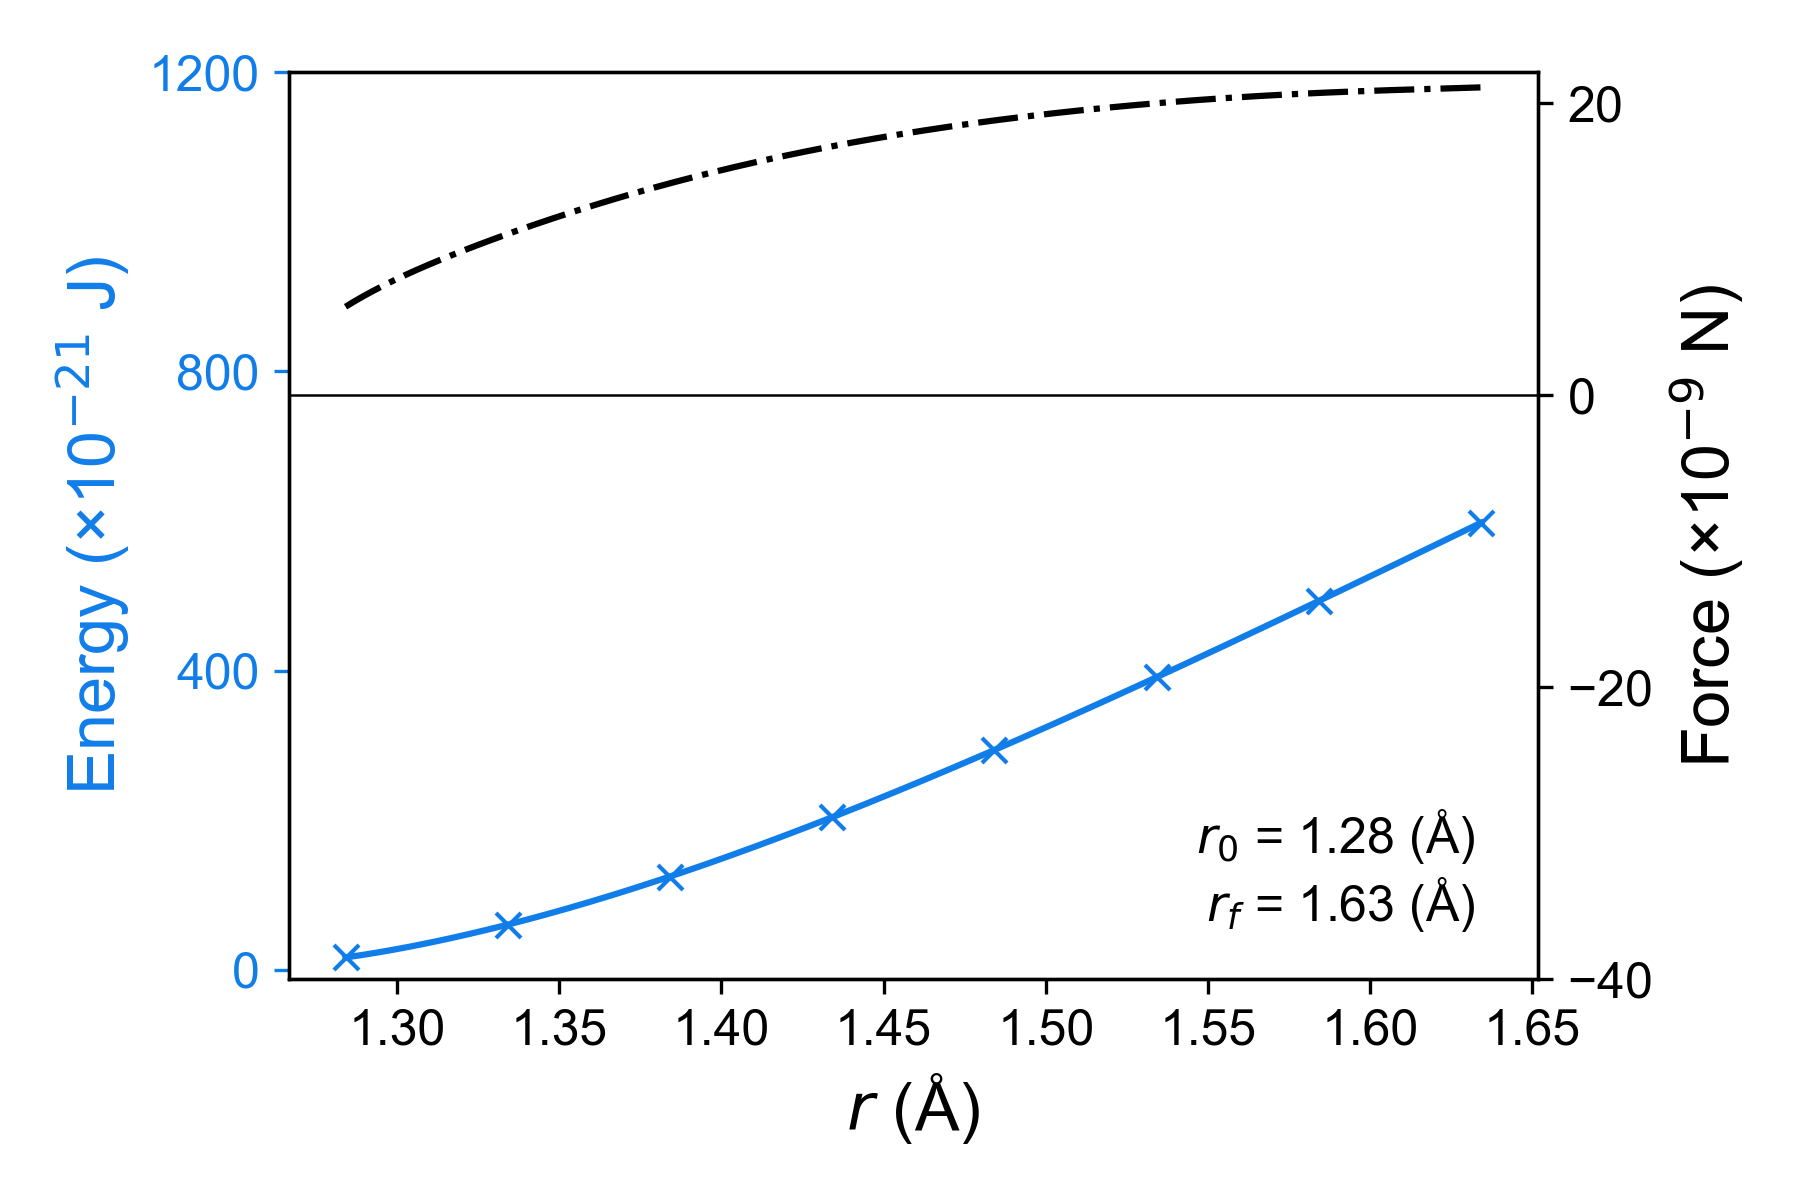 1200
800
400
0
Energy (×10⁻²¹ J)
20
0
−20
−40
Force (×10⁻⁹ N)
r₀ = 1.28 (Å)
r_f = 1.63 (Å)
1.30 1.35 1.40 1.45 1.50 1.55 1.60 1.65
r (Å)